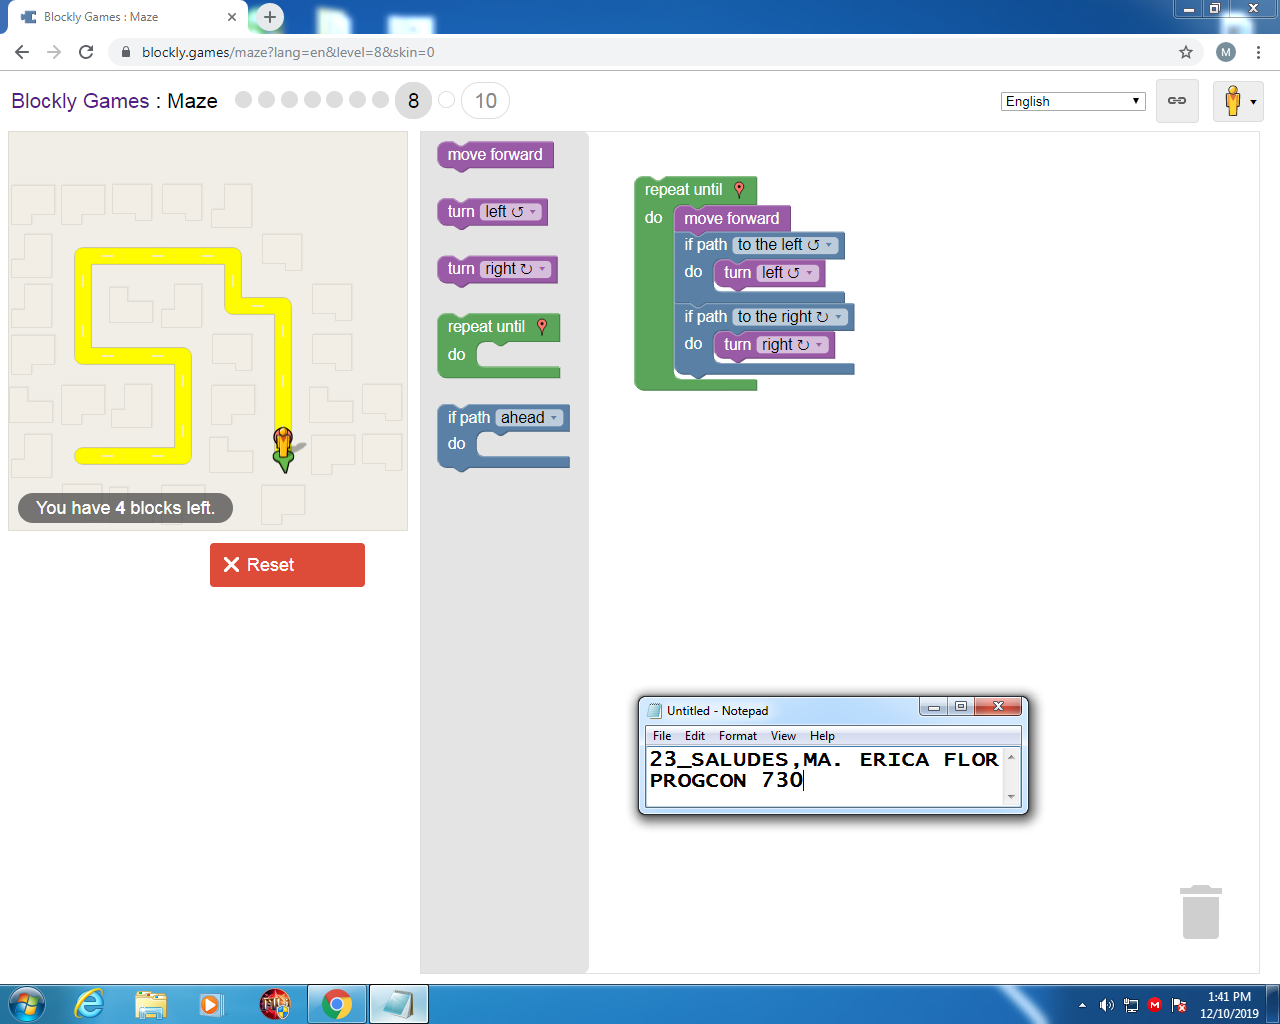 Blockly Games : Maze
blockly.games/maze?lang=en&level=8&skin=0
M
Blockly Games : Maze
8
10
English
You have 4 blocks left.
Reset
move forward
turn left
turn right
repeat until
do
if path ahead
do
repeat until
do
move forward
if path to the left
do
turn left
if path to the right
do
turn right
Untitled - Notepad
File Edit Format View Help
23_SALUDES,MA. ERICA FLOR
PROGCON 730
1:41 PM
12/10/2019